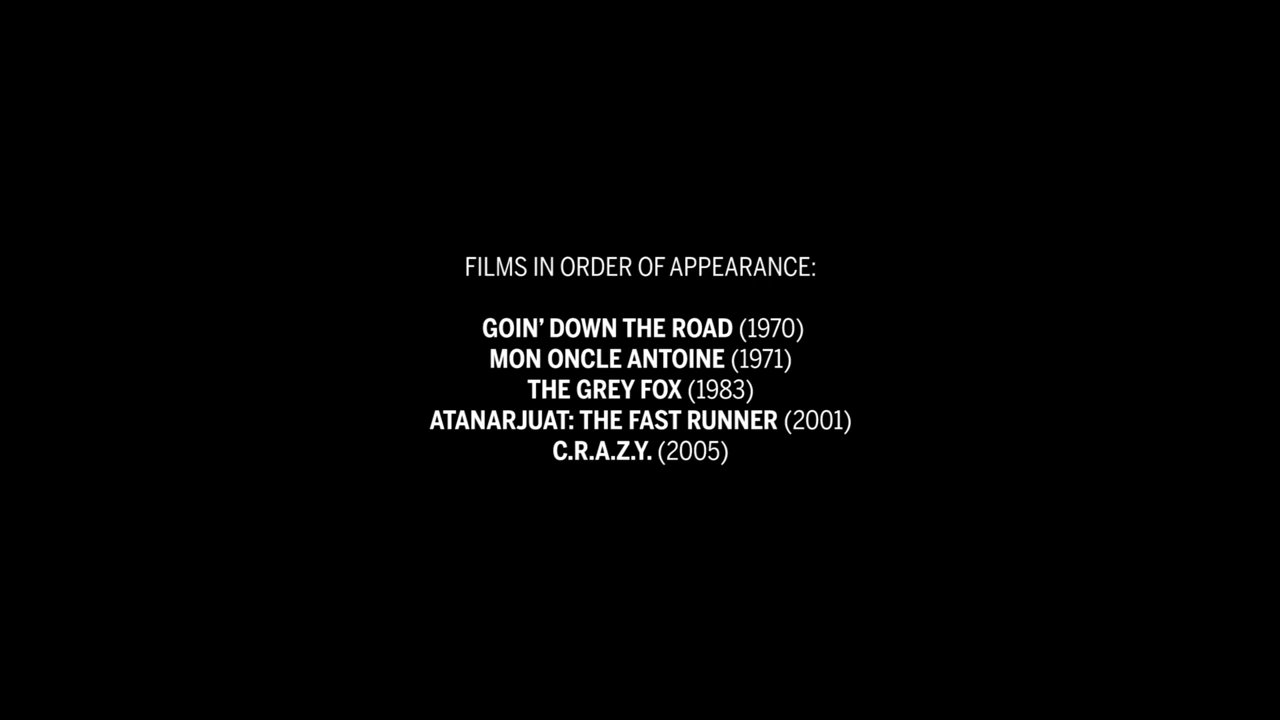 FILMS IN ORDER OF APPEARANCE:
GOIN’ DOWN THE ROAD (1970)
MON ONCLE ANTOINE (1971)
THE GREY FOX (1983)
ATANARJUAT: THE FAST RUNNER (2001)
C.R.A.Z.Y. (2005)